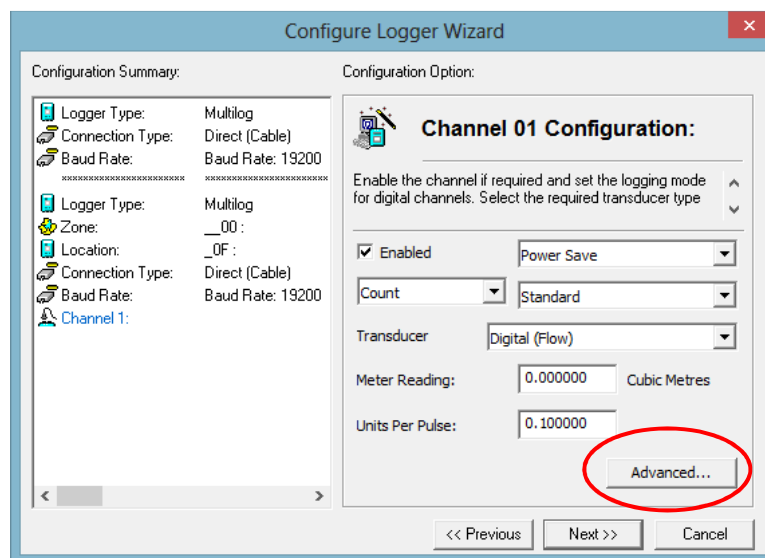 Configure Logger Wizard
Configuration Summary:
Logger Type: Multilog
Connection Type: Direct (Cable)
Baud Rate: Baud Rate: 19200
*********************** ***********************
Logger Type: Multilog
Zone: __00 :
Location: _0F :
Connection Type: Direct (Cable)
Baud Rate: Baud Rate: 19200
Channel 1:
Configuration Option:
Channel 01 Configuration:
Enable the channel if required and set the logging mode
for digital channels. Select the required transducer type
Enabled Power Save
Count Standard
Transducer Digital (Flow)
Meter Reading: 0.000000 Cubic Metres
Units Per Pulse: 0.100000
Advanced...
<< Previous Next >> Cancel